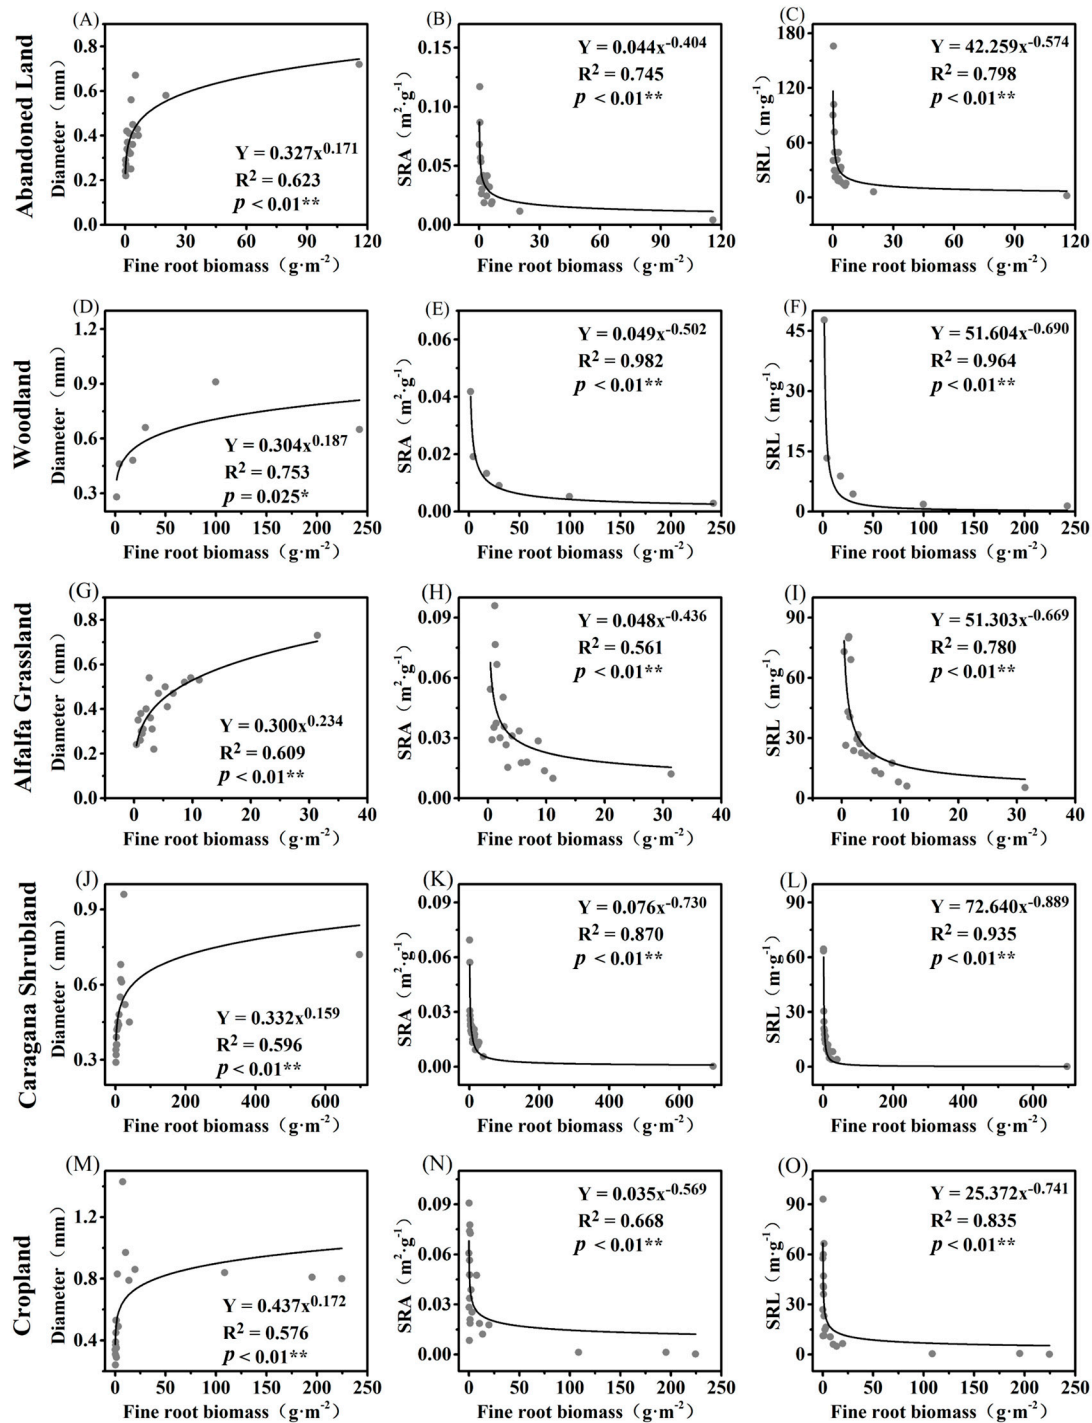 Abandoned Land
(A)
Diameter（mm）
0.8
0.6
0.4
0.2
0.0
Y = 0.327x^0.171
R² = 0.623
p < 0.01**
0 30 60 90 120
Fine root biomass（g·m⁻²）
(B)
SRA（m²·g⁻¹）
0.15
0.10
0.05
0.00
Y = 0.044x^-0.404
R² = 0.745
p < 0.01**
0 30 60 90 120
Fine root biomass（g·m⁻²）
(C)
SRL（m·g⁻¹）
180
120
60
0
Y = 42.259x^-0.574
R² = 0.798
p < 0.01**
0 30 60 90 120
Fine root biomass（g·m⁻²）
Woodland
(D)
Diameter（mm）
1.2
0.9
0.6
0.3
Y = 0.304x^0.187
R² = 0.753
p = 0.025*
0 50 100 150 200 250
Fine root biomass（g·m⁻²）
(E)
SRA（m²·g⁻¹）
0.06
0.04
0.02
0.00
Y = 0.049x^-0.502
R² = 0.982
p < 0.01**
0 50 100 150 200 250
Fine root biomass（g·m⁻²）
(F)
SRL（m·g⁻¹）
45
30
15
0
Y = 51.604x^-0.690
R² = 0.964
p < 0.01**
0 50 100 150 200 250
Fine root biomass（g·m⁻²）
Alfalfa Grassland
(G)
Diameter（mm）
0.8
0.6
0.4
0.2
0.0
Y = 0.300x^0.234
R² = 0.609
p < 0.01**
0 10 20 30 40
Fine root biomass（g·m⁻²）
(H)
SRA（m²·g⁻¹）
0.09
0.06
0.03
0.00
Y = 0.048x^-0.436
R² = 0.561
p < 0.01**
0 10 20 30 40
Fine root biomass（g·m⁻²）
(I)
SRL（m·g⁻¹）
90
60
30
0
Y = 51.303x^-0.669
R² = 0.780
p < 0.01**
0 10 20 30 40
Fine root biomass（g·m⁻²）
Caragana Shrubland
(J)
Diameter（mm）
0.9
0.6
0.3
Y = 0.332x^0.159
R² = 0.596
p < 0.01**
0 200 400 600
Fine root biomass（g·m⁻²）
(K)
SRA（m²·g⁻¹）
0.09
0.06
0.03
0.00
Y = 0.076x^-0.730
R² = 0.870
p < 0.01**
0 200 400 600
Fine root biomass（g·m⁻²）
(L)
SRL（m·g⁻¹）
90
60
30
0
Y = 72.640x^-0.889
R² = 0.935
p < 0.01**
0 200 400 600
Fine root biomass（g·m⁻²）
Cropland
(M)
Diameter（mm）
1.4
1.2
0.8
0.4
Y = 0.437x^0.172
R² = 0.576
p < 0.01**
0 50 100 150 200 250
Fine root biomass（g·m⁻²）
(N)
SRA（m²·g⁻¹）
0.09
0.06
0.03
0.00
Y = 0.035x^-0.569
R² = 0.668
p < 0.01**
0 50 100 150 200 250
Fine root biomass（g·m⁻²）
(O)
SRL（m·g⁻¹）
90
60
30
0
Y = 25.372x^-0.741
R² = 0.835
p < 0.01**
0 50 100 150 200 250
Fine root biomass（g·m⁻²）